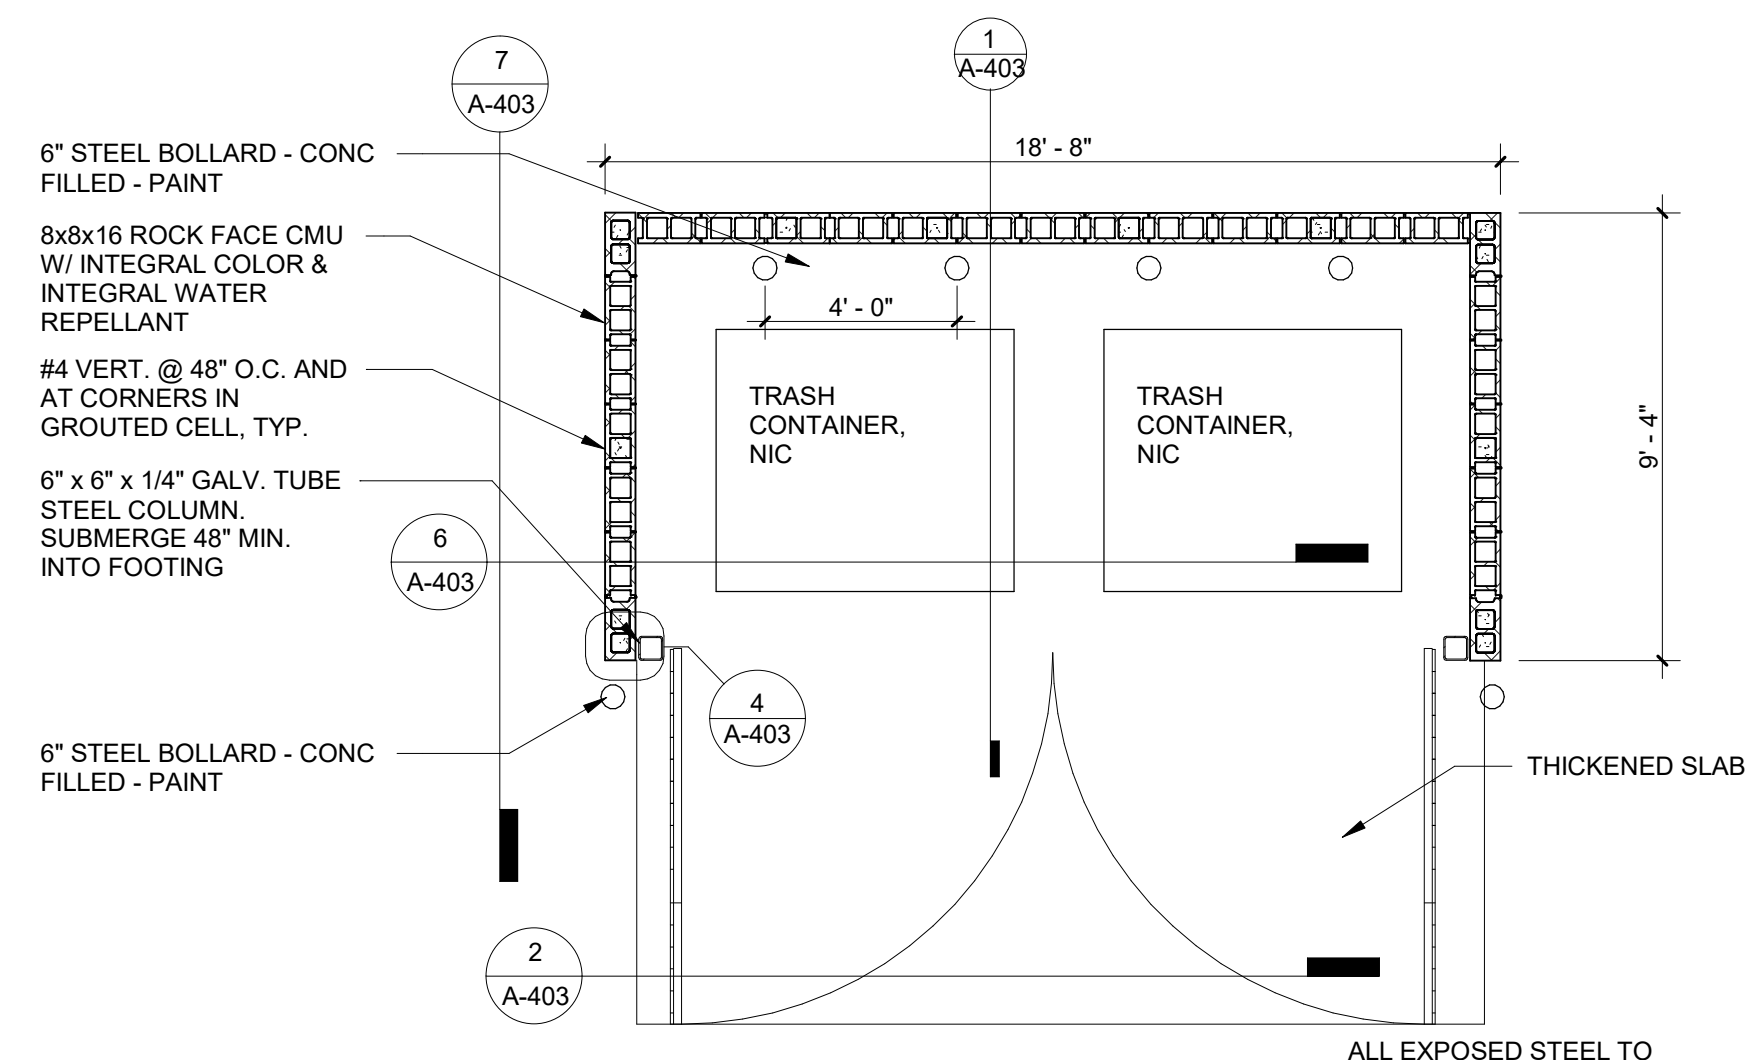 7
A-403
1
A-403
6" STEEL BOLLARD - CONC
FILLED - PAINT
18' - 8"
8x8x16 ROCK FACE CMU
W/ INTEGRAL COLOR &
INTEGRAL WATER
REPELLANT
4' - 0"
#4 VERT. @ 48" O.C. AND
AT CORNERS IN
GROUTED CELL, TYP.
TRASH
CONTAINER,
NIC
TRASH
CONTAINER,
NIC
9' - 4"
6" x 6" x 1/4" GALV. TUBE
STEEL COLUMN.
SUBMERGE 48" MIN.
INTO FOOTING
6
A-403
4
A-403
6" STEEL BOLLARD - CONC
FILLED - PAINT
THICKENED SLAB
2
A-403
ALL EXPOSED STEEL TO